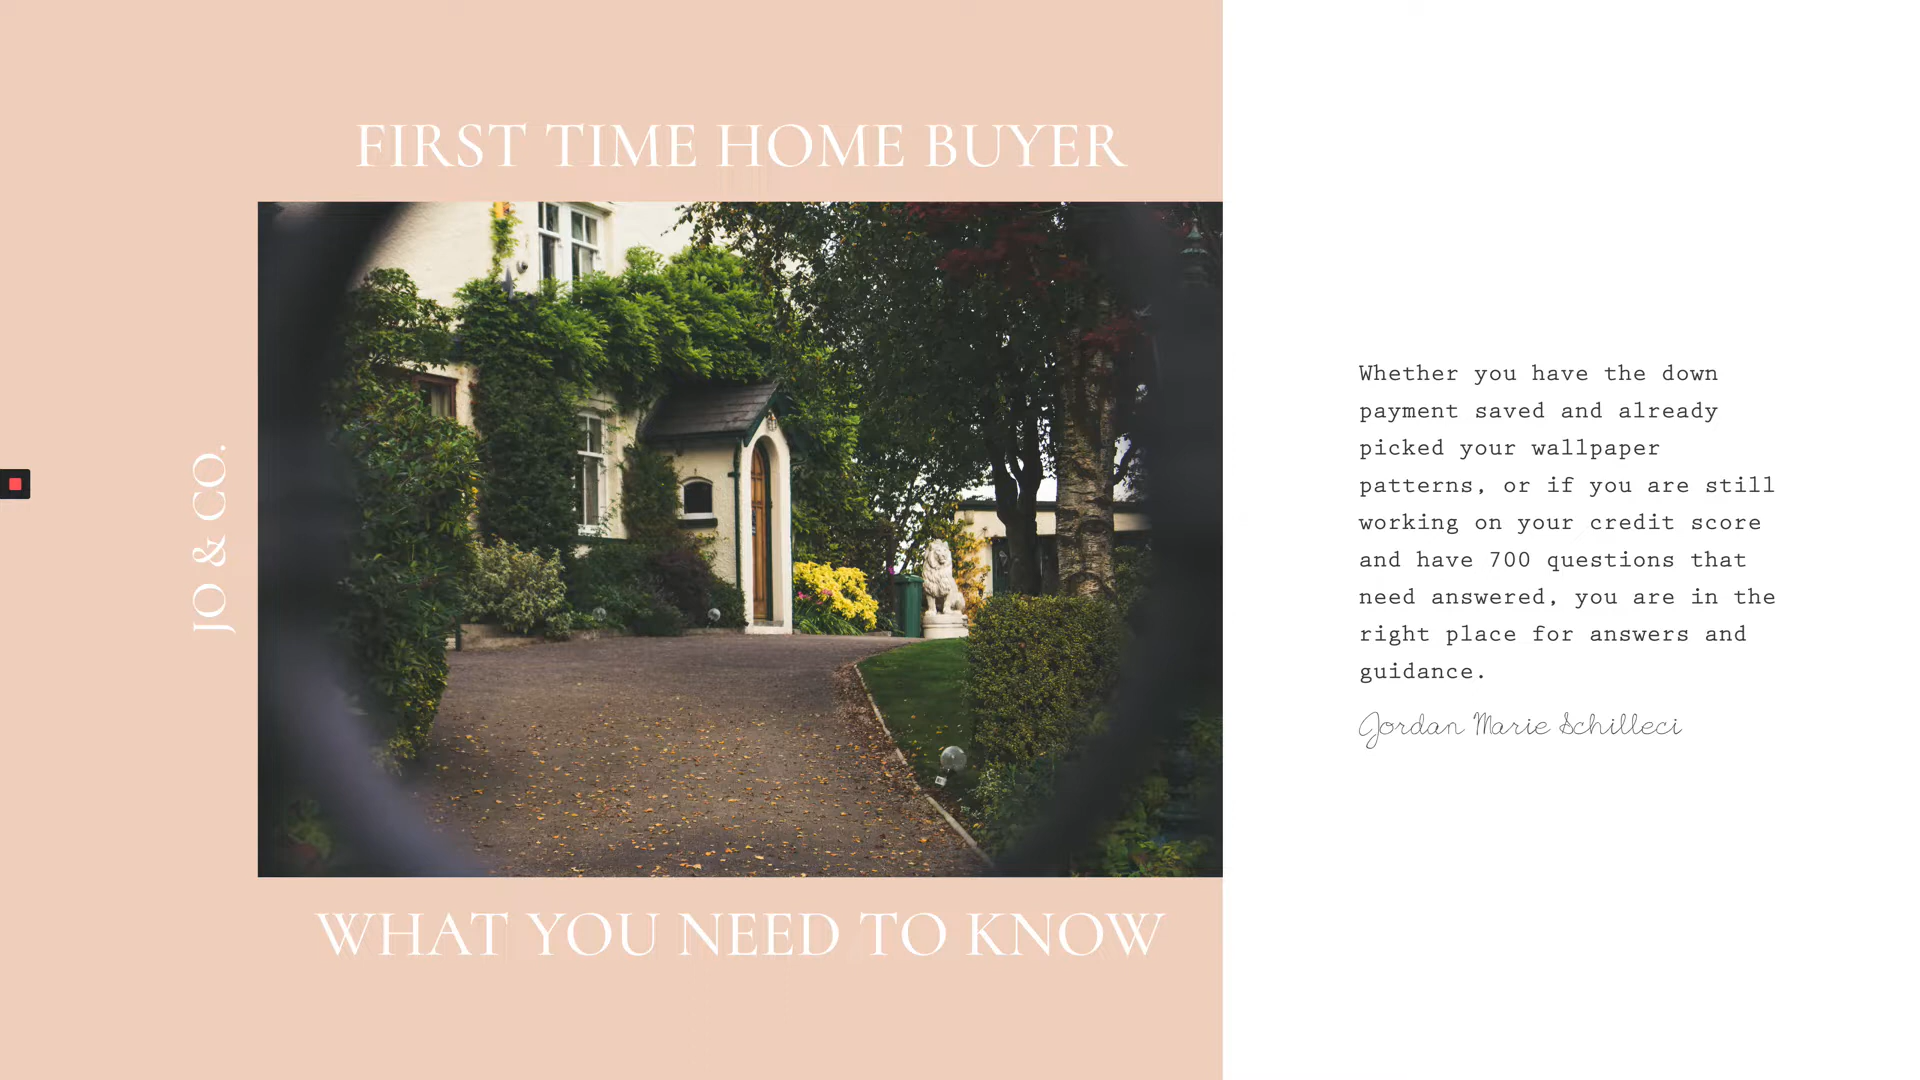 FIRST TIME HOME BUYER
JO & CO.
WHAT YOU NEED TO KNOW
Whether you have the down
payment saved and already
picked your wallpaper
patterns, or if you are still
working on your credit score
and have 700 questions that
need answered, you are in the
right place for answers and
guidance.
Jordan Marie Schilleci